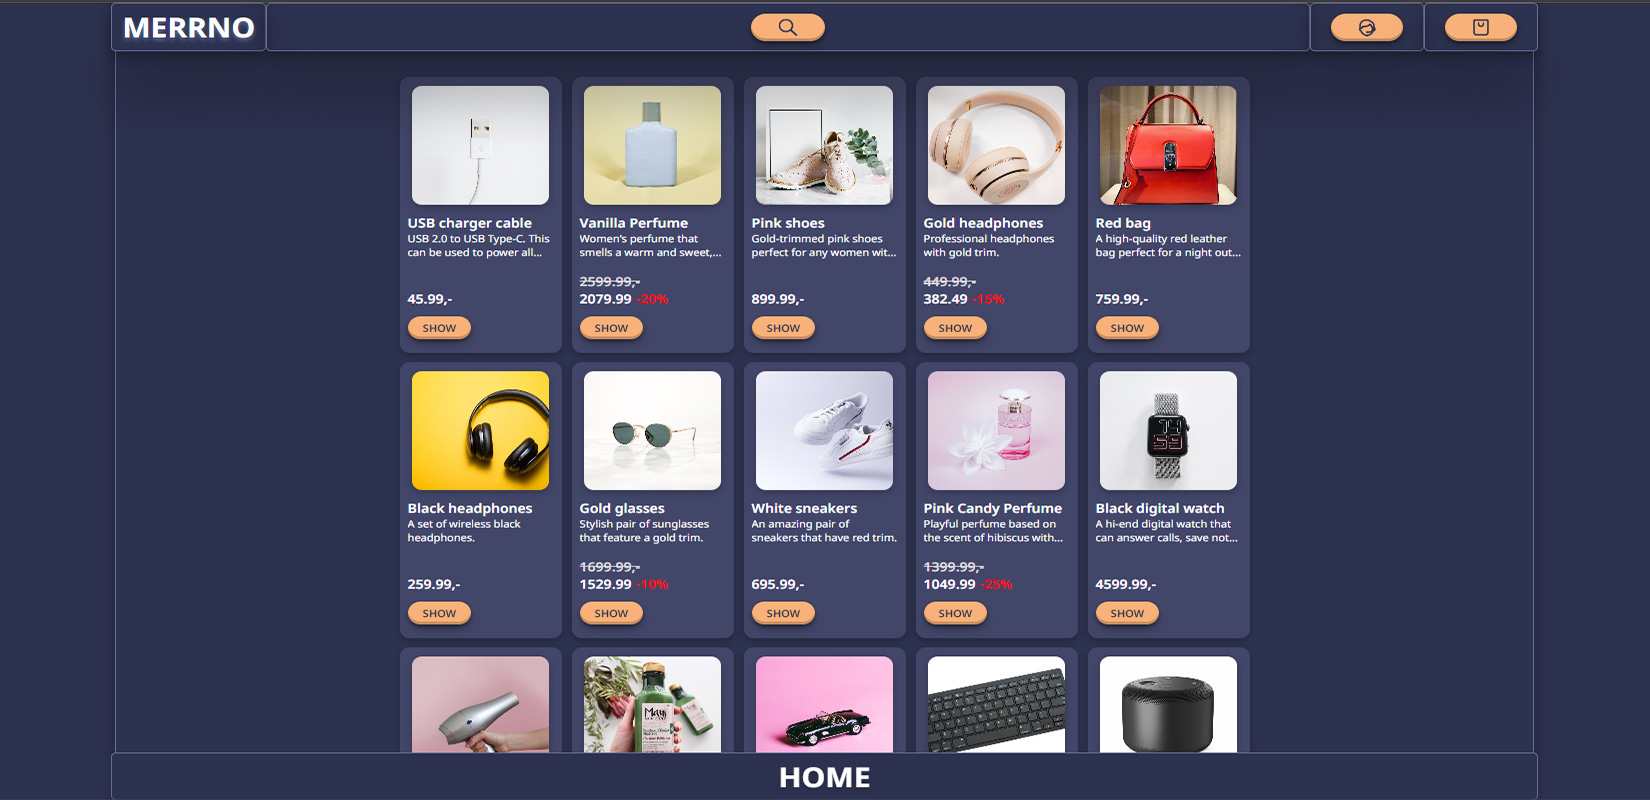 MERRNO
USB charger cable
USB 2.0 to USB Type-C. This
can be used to power all...
45.99,-
SHOW
Vanilla Perfume
Women's perfume that
smells a warm and sweet,...
2599.99,-
2079.99 -20%
SHOW
Pink shoes
Gold-trimmed pink shoes
perfect for any women wit...
899.99,-
SHOW
Gold headphones
Professional headphones
with gold trim.
449.99,-
382.49 -15%
SHOW
Red bag
A high-quality red leather
bag perfect for a night out...
759.99,-
SHOW
Black headphones
A set of wireless black
headphones.
259.99,-
SHOW
Gold glasses
Stylish pair of sunglasses
that feature a gold trim.
1699.99,-
1529.99 -10%
SHOW
White sneakers
An amazing pair of
sneakers that have red trim.
695.99,-
SHOW
Pink Candy Perfume
Playful perfume based on
the scent of hibiscus with...
1399.99,-
1049.99 -25%
SHOW
Black digital watch
A hi-end digital watch that
can answer calls, save not...
4599.99,-
SHOW
HOME